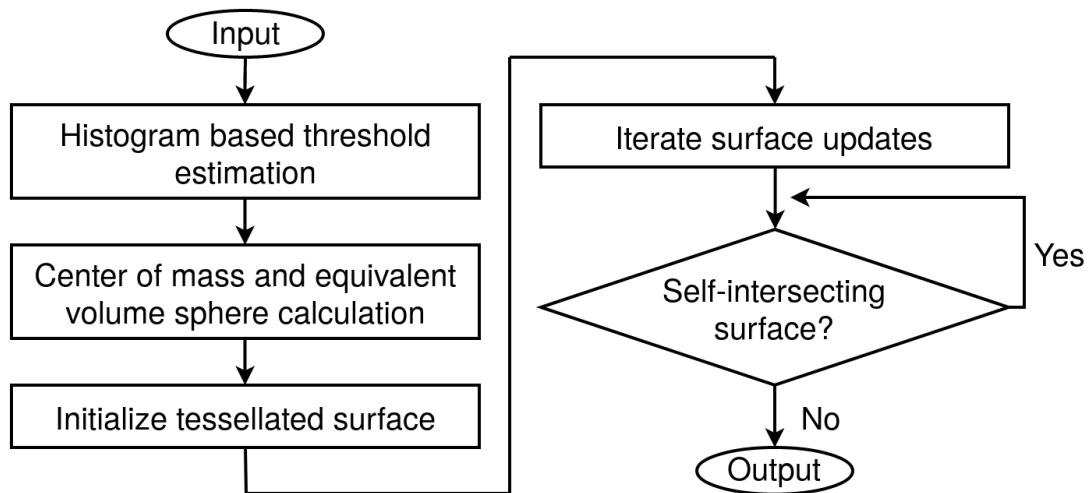 Input
Histogram based threshold
estimation
Center of mass and equivalent
volume sphere calculation
Initialize tessellated surface
Iterate surface updates
Self-intersecting
surface?
Yes
No
Output